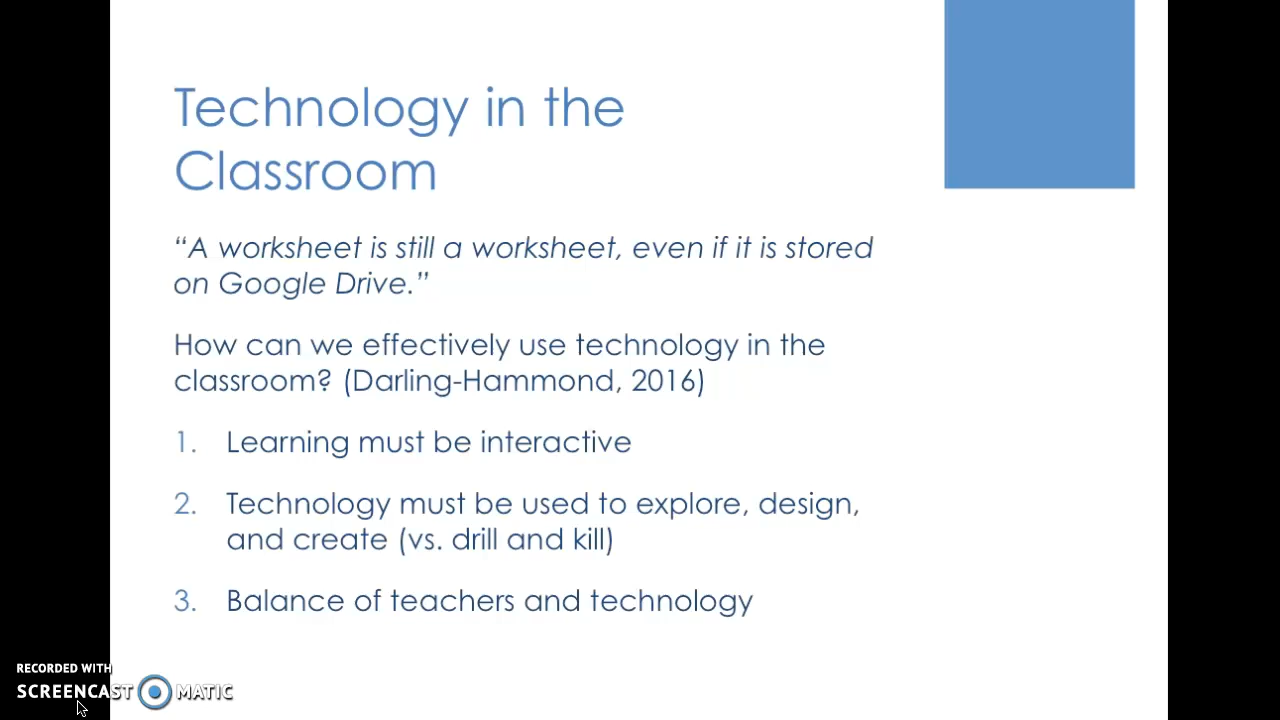 Technology in the
Classroom
“A worksheet is still a worksheet, even if it is stored
on Google Drive.”
How can we effectively use technology in the
classroom? (Darling-Hammond, 2016)
1. Learning must be interactive
2. Technology must be used to explore, design,
and create (vs. drill and kill)
3. Balance of teachers and technology
RECORDED WITH
SCREENCAST MATIC